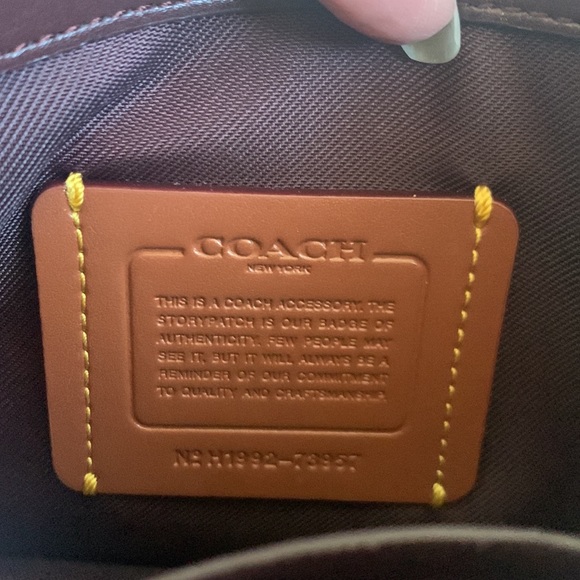 COACH
NEW YORK
THIS IS A COACH ACCESSORY. THE
STORYPATCH IS OUR BADGE OF
AUTHENTICITY. FEW PEOPLE MAY
SEE IT, BUT IT WILL ALWAYS BE A
REMINDER OF OUR COMMITMENT
TO QUALITY AND CRAFTSMANSHIP.
Nº H1992-73957